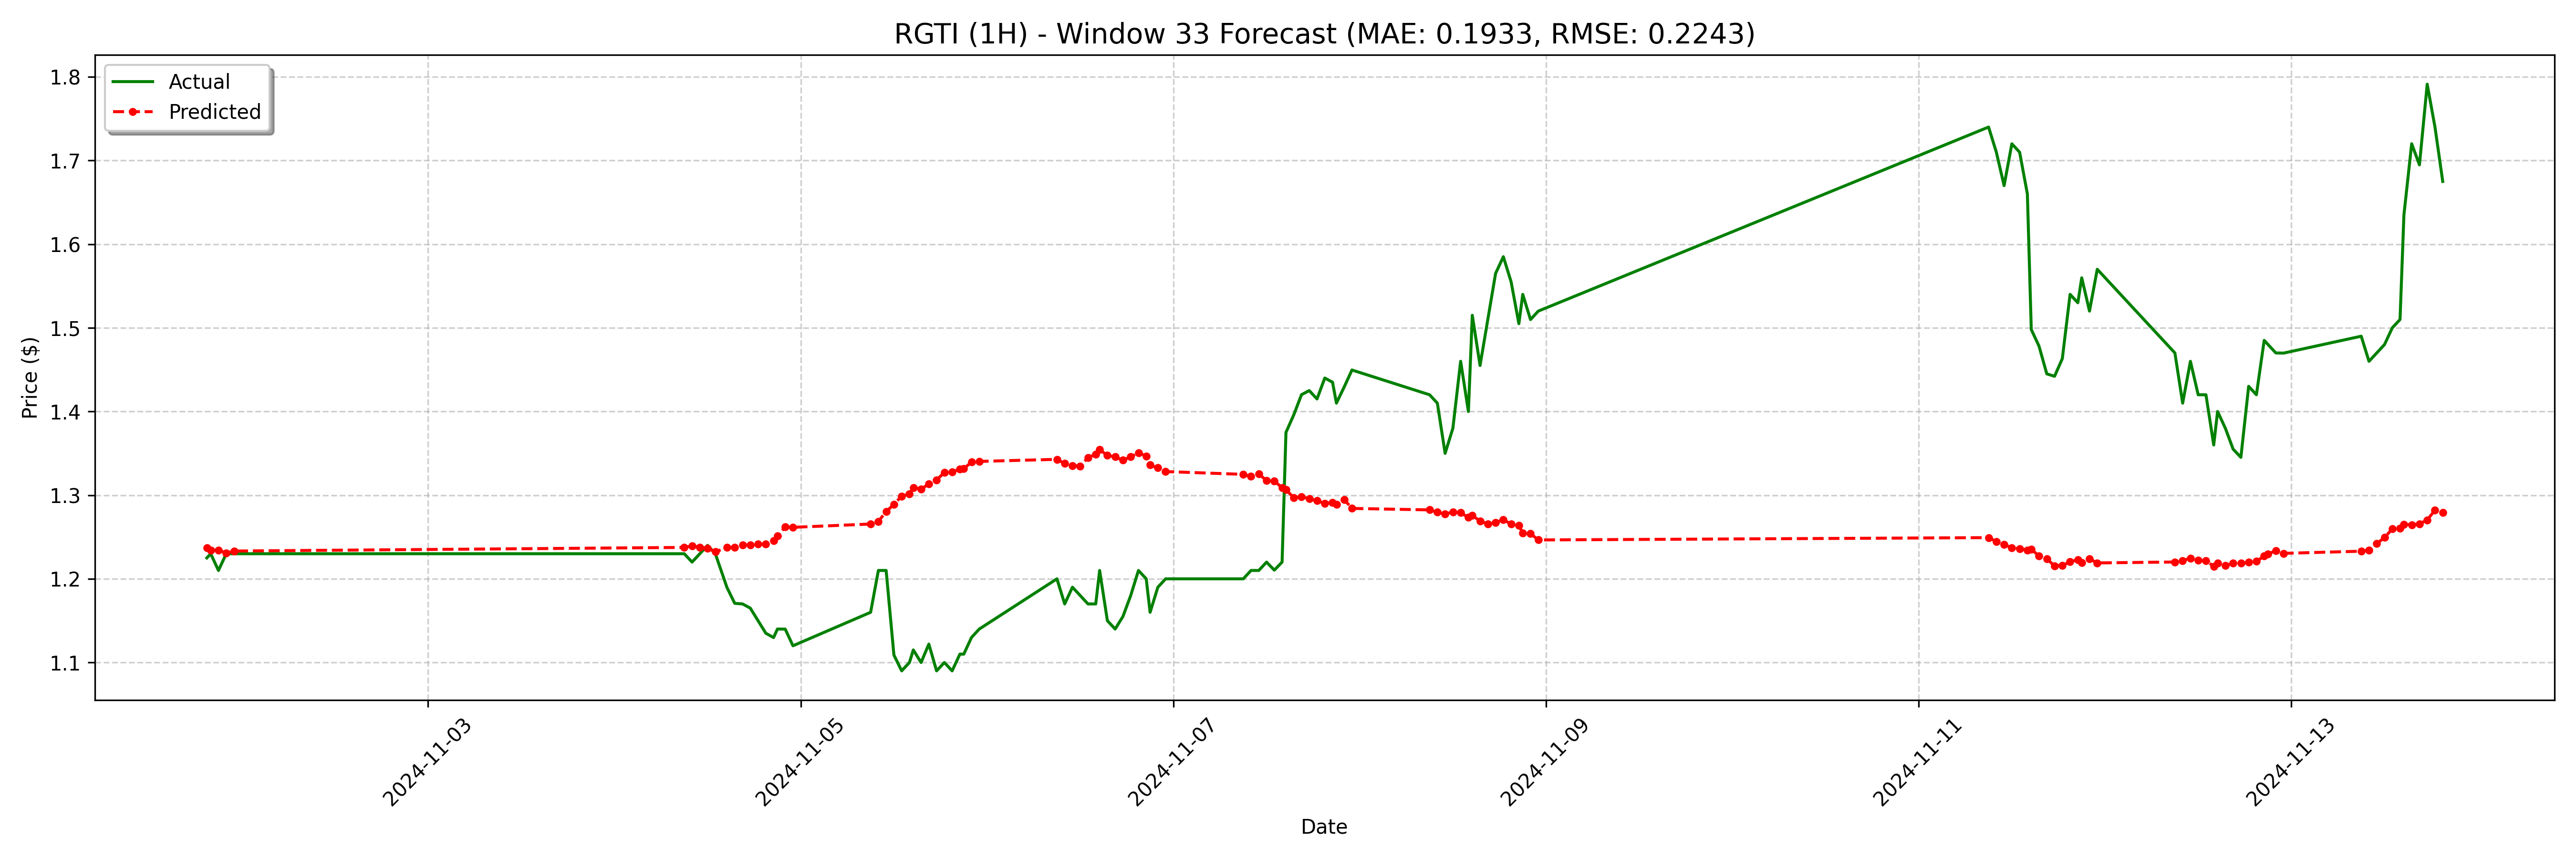 RGTI (1H) - Window 33 Forecast (MAE: 0.1933, RMSE: 0.2243)
Actual
Predicted
Price ($)
1.8
1.7
1.6
1.5
1.4
1.3
1.2
1.1
2024-11-03
2024-11-05
2024-11-07
2024-11-09
2024-11-11
2024-11-13
Date